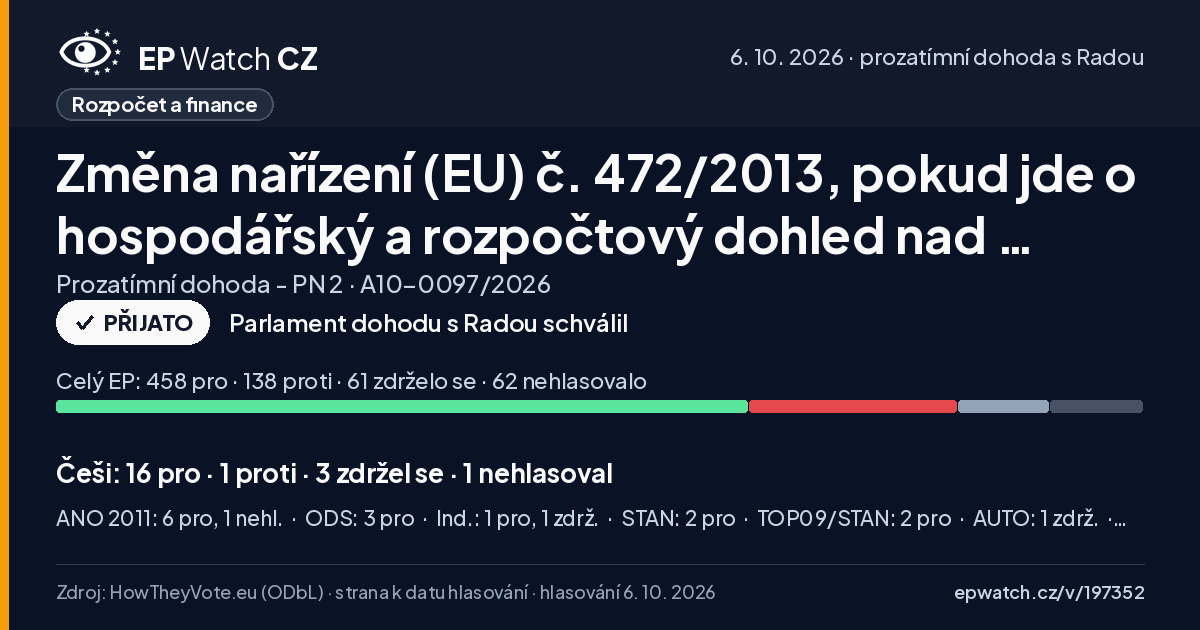 EP Watch CZ
6. 10. 2026 · prozatímní dohoda s Radou
Rozpočet a finance
Změna nařízení (EU) č. 472/2013, pokud jde o
hospodářský a rozpočtový dohled nad ...
Prozatímní dohoda – PN 2 · A10–0097/2026
✓ PŘIJATO Parlament dohodu s Radou schválil
Celý EP: 458 pro · 138 proti · 61 zdrželo se · 62 nehlasovalo
Češi: 16 pro · 1 proti · 3 zdržel se · 1 nehlasoval
ANO 2011: 6 pro, 1 nehl. · ODS: 3 pro · Ind.: 1 pro, 1 zdrž. · STAN: 2 pro · TOP09/STAN: 2 pro · AUTO: 1 zdrž. ·...
Zdroj: HowTheyVote.eu (ODbL) · strana k datu hlasování · hlasování 6. 10. 2026
epwatch.cz/v/197352